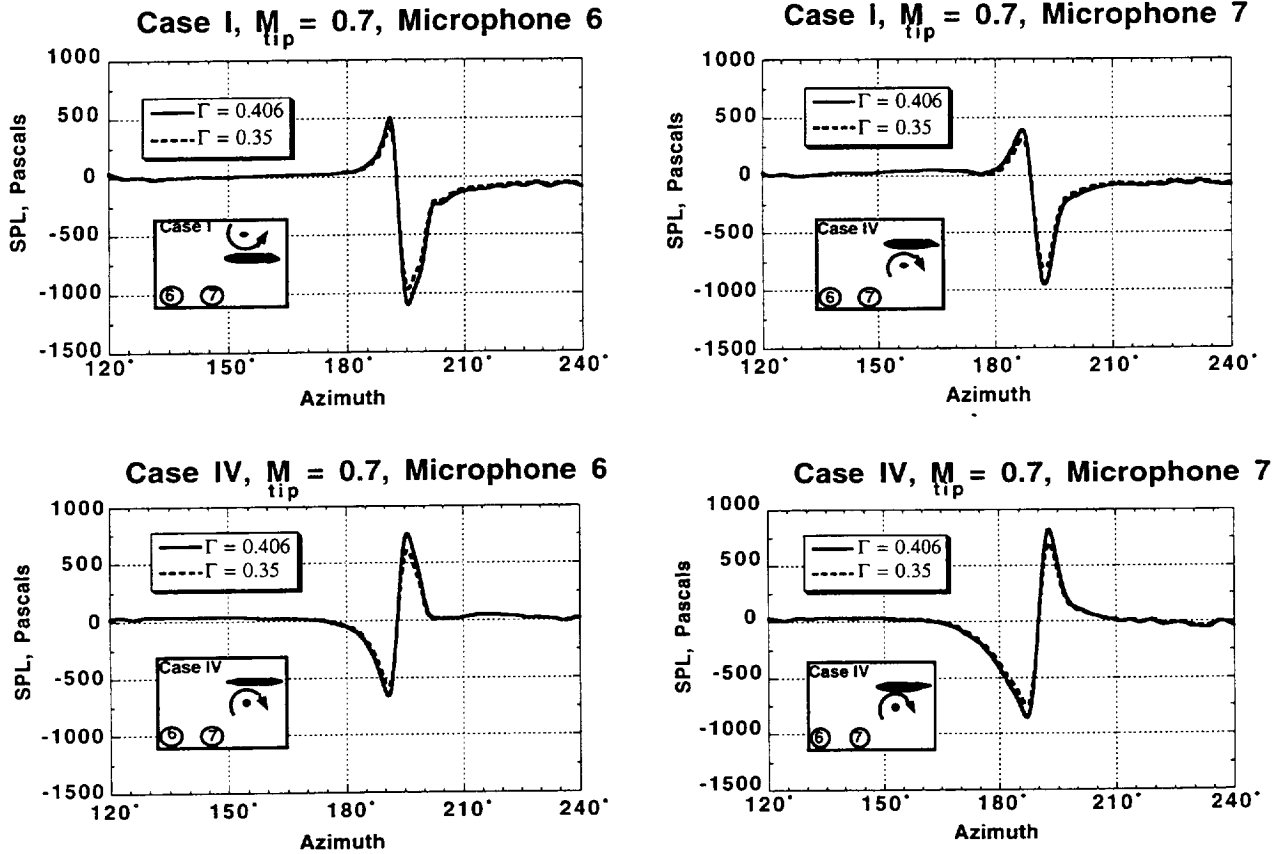 Case I, Mtip = 0.7, Microphone 6
1000
500
0
-500
-1000
-1500
SPL, Pascals
Γ = 0.406
Γ = 0.35
Case I
6 7
120° 150° 180° 210° 240°
Azimuth
Case I, Mtip = 0.7, Microphone 7
1000
500
0
-500
-1000
-1500
SPL, Pascals
Γ = 0.406
Γ = 0.35
Case IV
6 7
120° 150° 180° 210° 240°
Azimuth
Case IV, Mtip = 0.7, Microphone 6
1000
500
0
-500
-1000
-1500
SPL, Pascals
Γ = 0.406
Γ = 0.35
Case IV
6 7
120° 150° 180° 210° 240°
Azimuth
Case IV, Mtip = 0.7, Microphone 7
1000
500
0
-500
-1000
-1500
SPL, Pascals
Γ = 0.406
Γ = 0.35
Case IV
6 7
120° 150° 180° 210° 240°
Azimuth